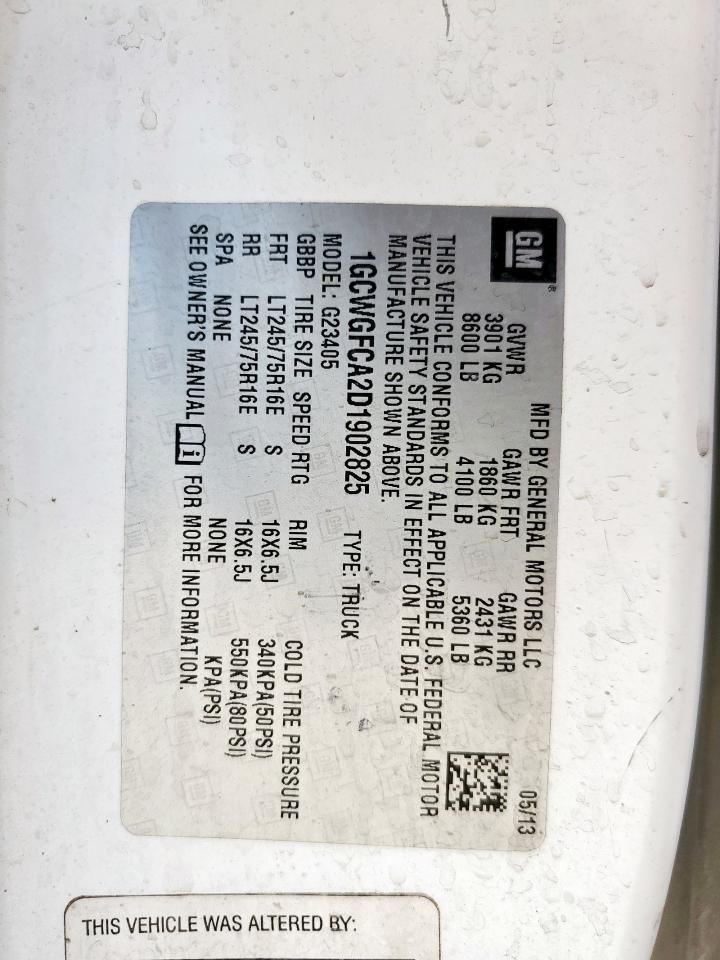 GM
MFD BY GENERAL MOTORS LLC 05/13
GVWR GAWR FRT GAWR RR
3901 KG 1860 KG 2431 KG
8600 LB 4100 LB 5360 LB
THIS VEHICLE CONFORMS TO ALL APPLICABLE U.S. FEDERAL MOTOR
VEHICLE SAFETY STANDARDS IN EFFECT ON THE DATE OF
MANUFACTURE SHOWN ABOVE.
1GCWGFCA2D1902825 TYPE: TRUCK
MODEL: G23405
GBBP TIRE SIZE SPEED RTG RIM COLD TIRE PRESSURE
FRT LT245/75R16E S 16X6.5J 340KPA(50PSI)
RR LT245/75R16E S 16X6.5J 550KPA(80PSI)
SPA NONE NONE KPA(PSI)
SEE OWNER'S MANUAL i FOR MORE INFORMATION.
THIS VEHICLE WAS ALTERED BY: